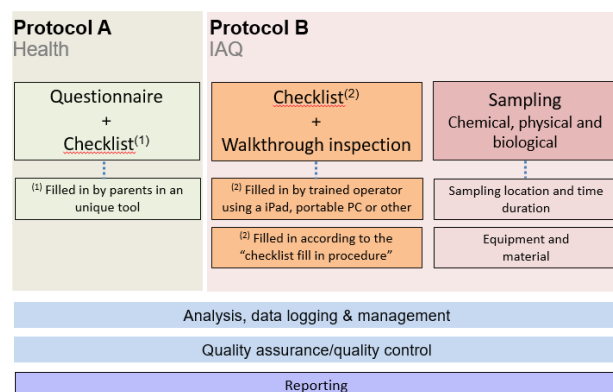 Protocol A
Health
Questionnaire
+
Checklist(1)
(1) Filled in by parents in an
unique tool
Protocol B
IAQ
Checklist(2)
+
Walkthrough inspection
(2) Filled in by trained operator
using a iPad, portable PC or other
(2) Filled in according to the
“checklist fill in procedure”
Sampling
Chemical, physical and
biological
Sampling location and time
duration
Equipment and
material
Analysis, data logging & management
Quality assurance/quality control
Reporting